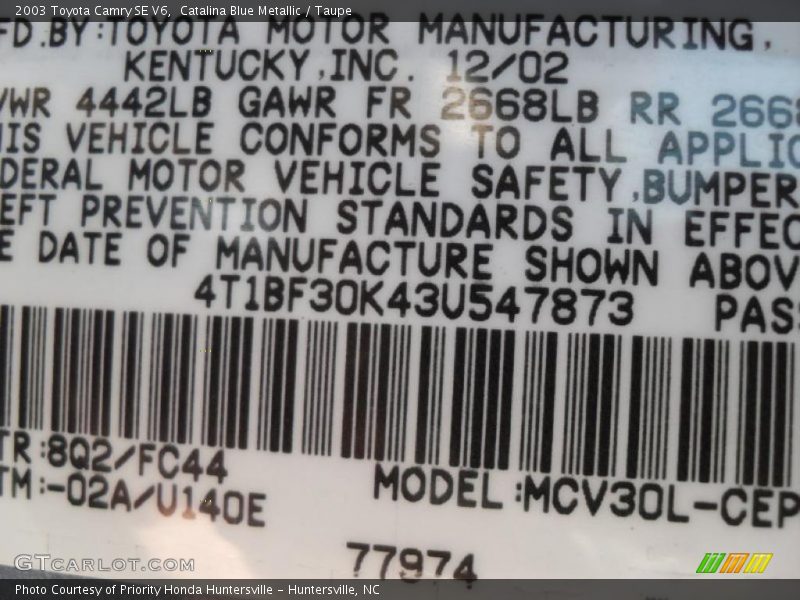 2003 Toyota Camry SE V6, Catalina Blue Metallic / Taupe
FD.BY:TOYOTA MOTOR MANUFACTURING,
KENTUCKY,INC. 12/02
VWR 4442LB GAWR FR 2668LB RR 2668
HIS VEHICLE CONFORMS TO ALL APPLIC
DERAL MOTOR VEHICLE SAFETY,BUMPER
EFT PREVENTION STANDARDS IN EFFEC
E DATE OF MANUFACTURE SHOWN ABOV
4T1BF30K43U547873 PAS
TR:8Q2/FC44
TM:-02A/U140E
MODEL:MCV30L-CEP
77974
GTCARLOT.COM
Photo Courtesy of Priority Honda Huntersville - Huntersville, NC